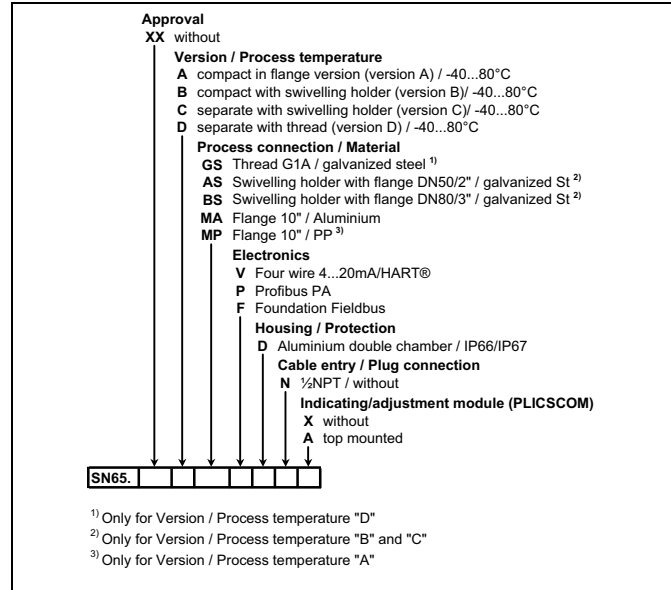 Approval
XX without
Version / Process temperature
A compact in flange version (version A) / -40...80°C
B compact with swivelling holder (version B)/ -40...80°C
C separate with swivelling holder (version C)/ -40...80°C
D separate with thread (version D) / -40...80°C
Process connection / Material
GS Thread G1A / galvanized steel 1)
AS Swivelling holder with flange DN50/2" / galvanized St 2)
BS Swivelling holder with flange DN80/3" / galvanized St 2)
MA Flange 10" / Aluminium
MP Flange 10" / PP 3)
Electronics
V Four wire 4...20mA/HART®
P Profibus PA
F Foundation Fieldbus
Housing / Protection
D Aluminium double chamber / IP66/IP67
Cable entry / Plug connection
N ½NPT / without
Indicating/adjustment module (PLICSCOM)
X without
A top mounted
SN65.
1) Only for Version / Process temperature "D"
2) Only for Version / Process temperature "B" and "C"
3) Only for Version / Process temperature "A"